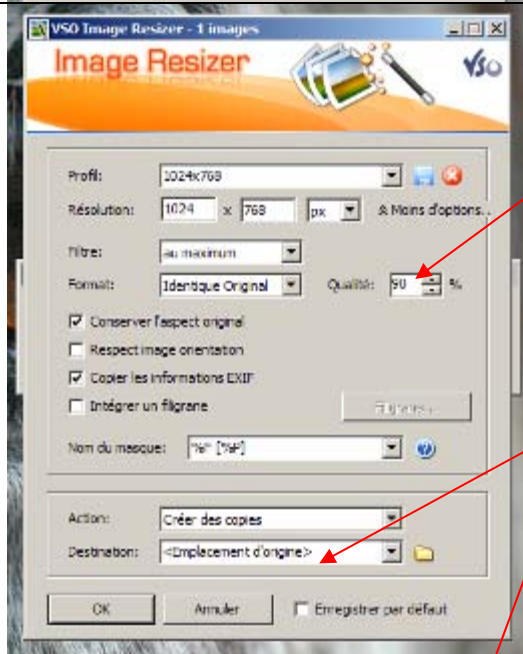 VSO Image Resizer - 1 images
Image Resizer
VSO
Profil: 1024x768
Résolution: 1024 x 768 px & Moins d'options...
Filtre: au maximum
Format: Identique Original Qualité: 90 %
Conserver l'aspect original
Respect image orientation
Copier les informations EXIF
Intégrer un filigrane
Nom du masque:
Action: Créer des copies
Destination: <Emplacement d'origine>
OK Annuler Enregistrer par défaut